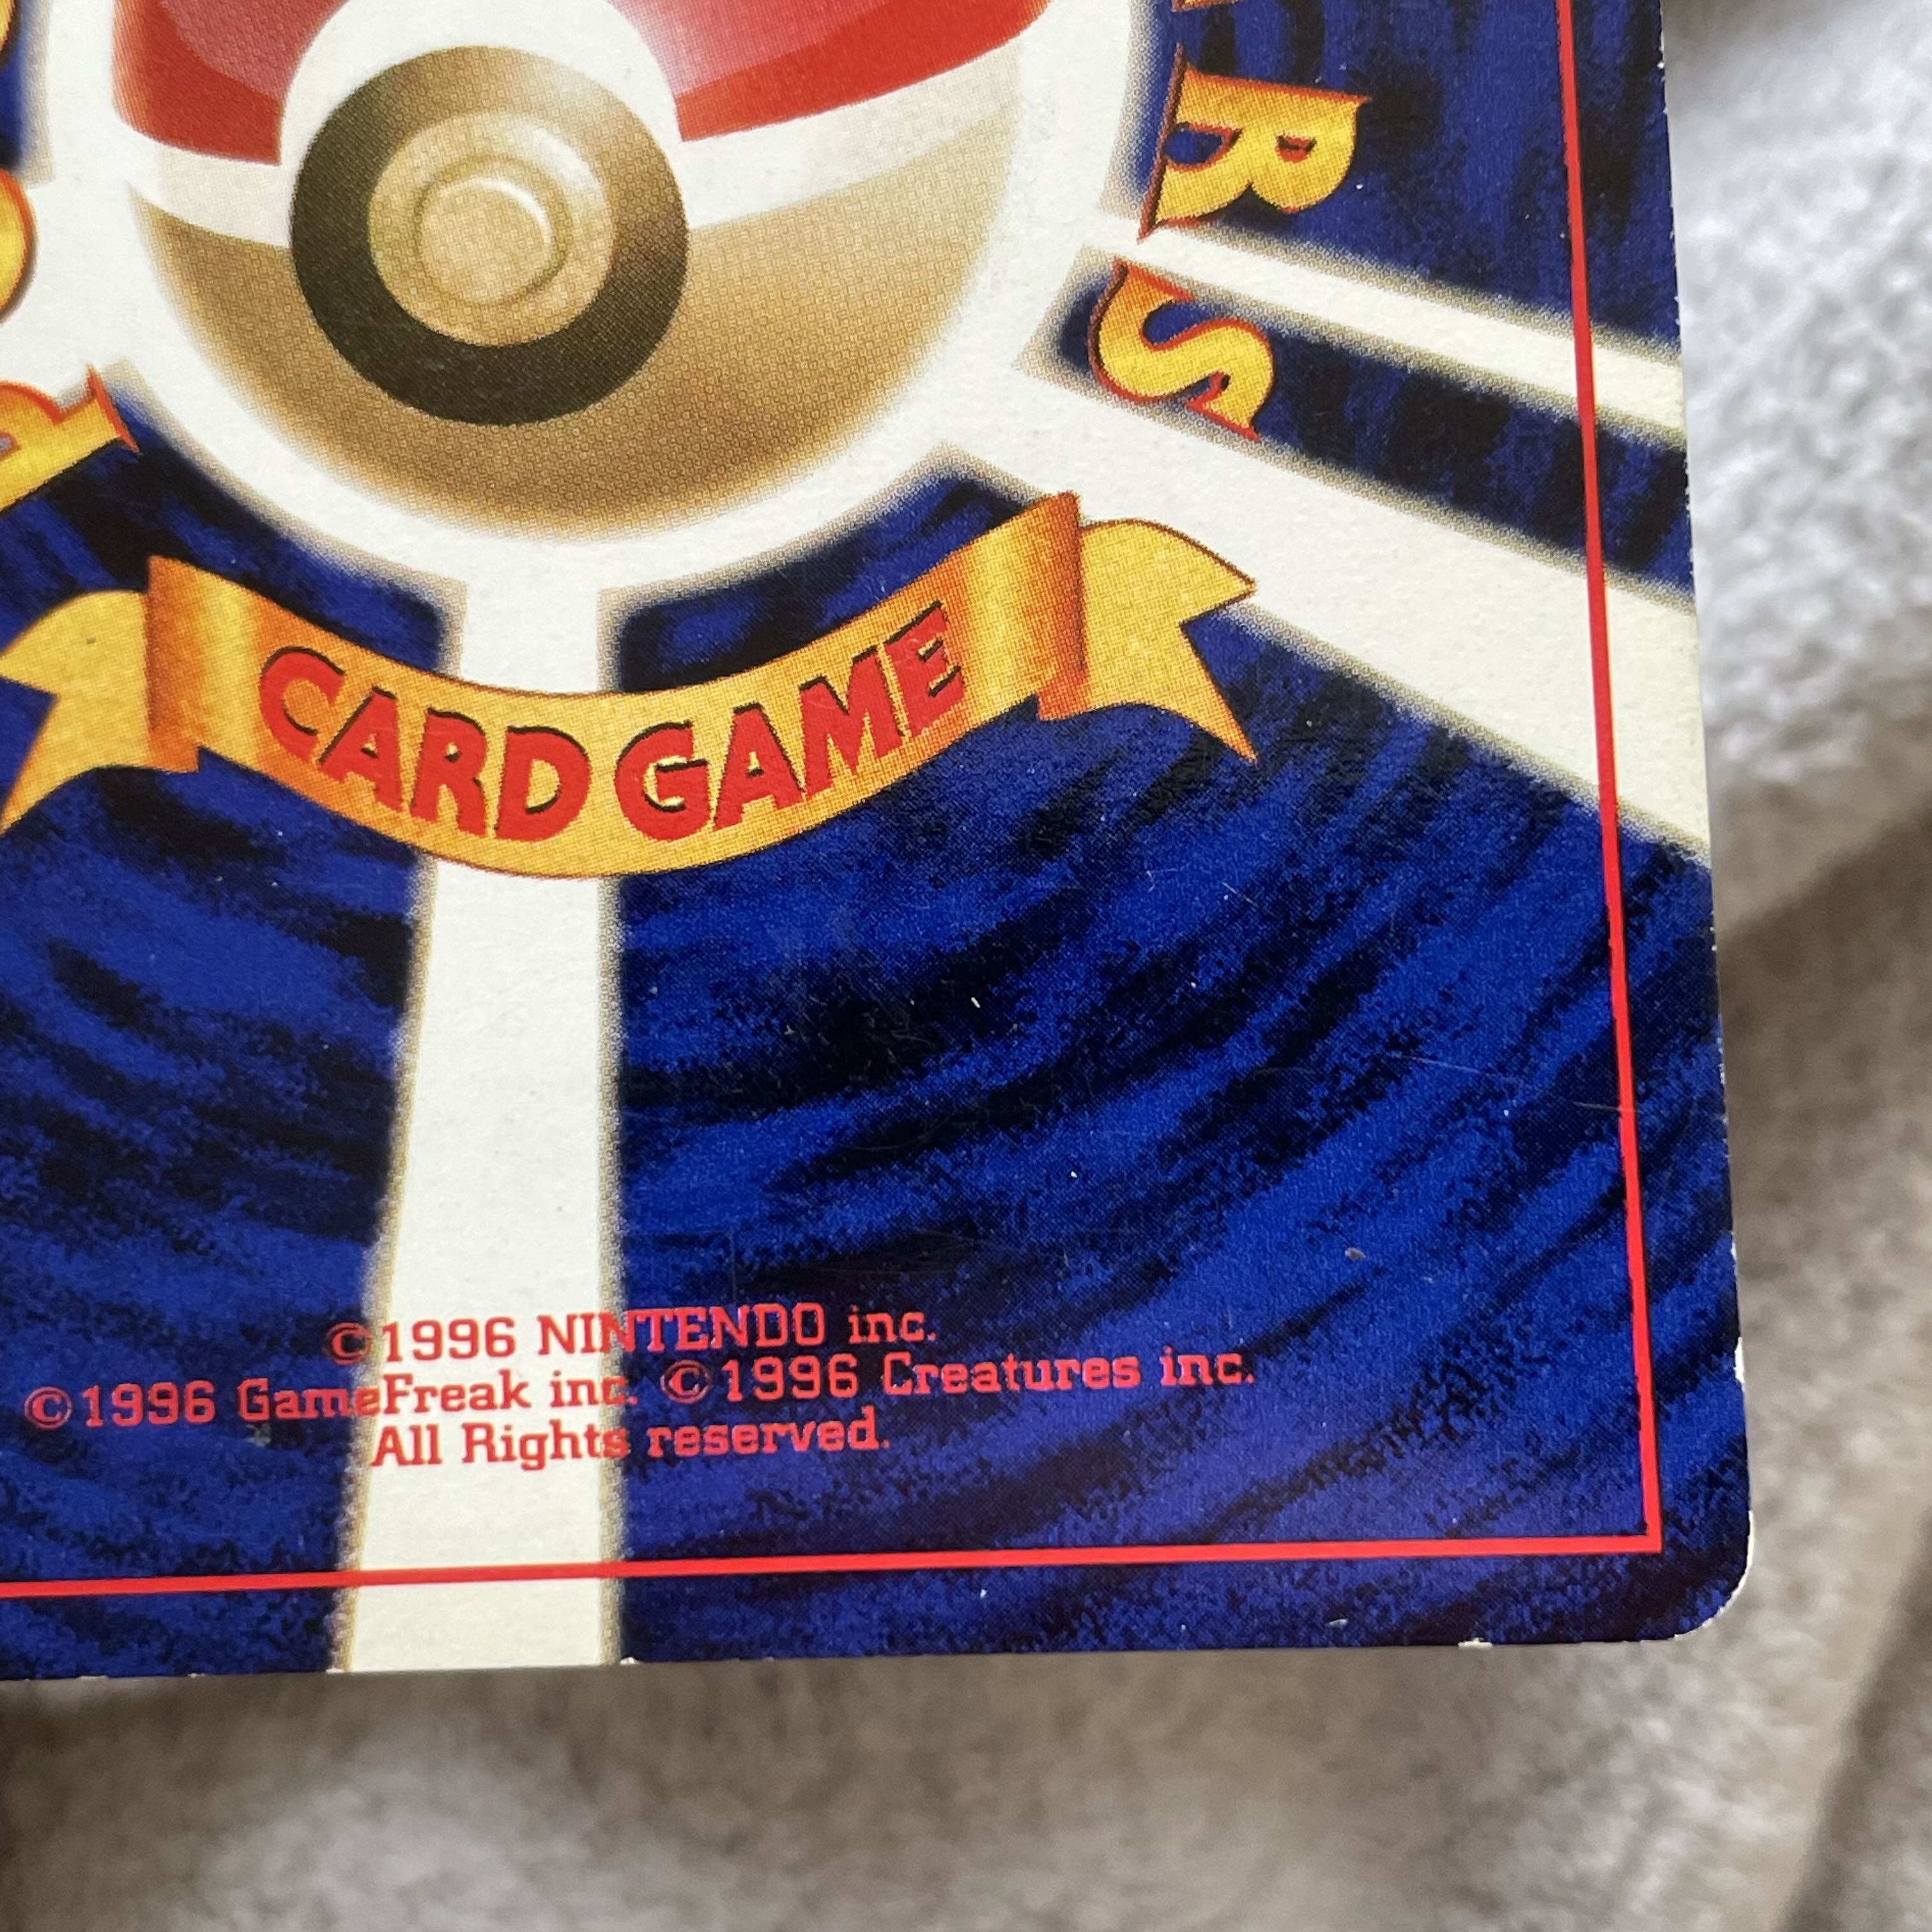 CARD GAME
©1996 NINTENDO inc.
©1996 GameFreak inc. ©1996 Creatures inc.
All Rights reserved.